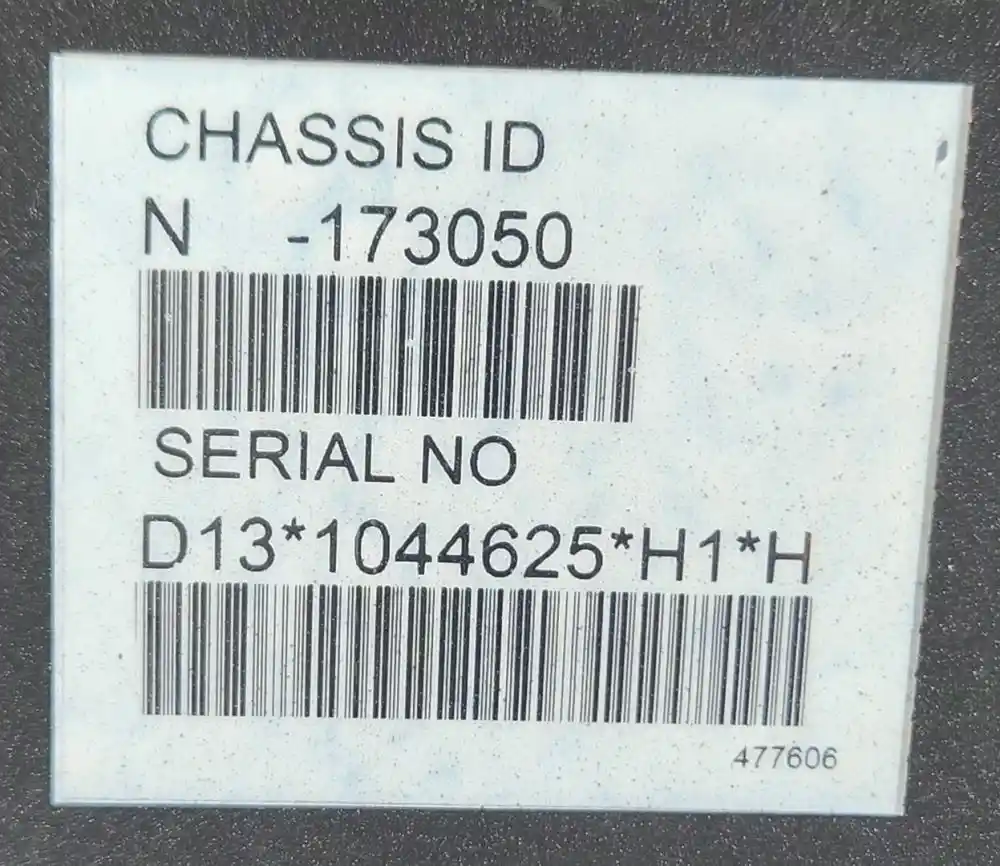 CHASSIS ID
N -173050
SERIAL NO
D13*1044625*H1*H
477606